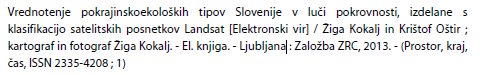 Vrednotenje pokrajinskoekoloških tipov Slovenije v luči pokrovnosti, izdelane s
klasifikacijo satelitskih posnetkov Landsat [Elektronski vir] / Žiga Kokalj in Krištof Oštir ;
kartograf in fotograf Žiga Kokalj. - El. knjiga. - Ljubljana : Založba ZRC, 2013. - (Prostor, kraj,
čas, ISSN 2335-4208 ; 1)